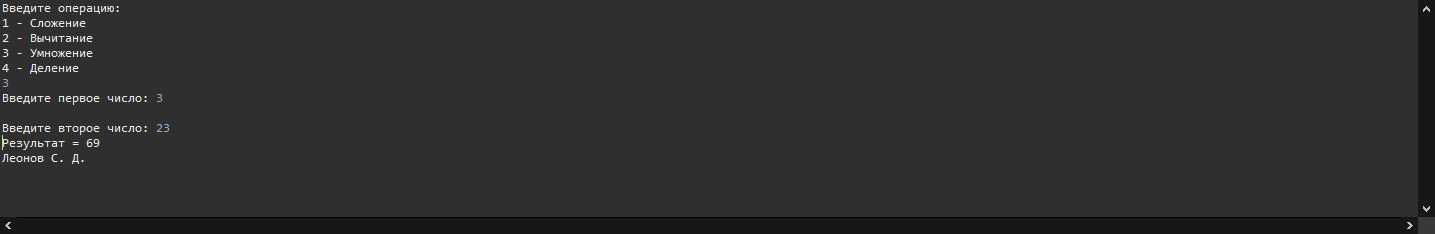 Введите операцию:
1 - Сложение
2 - Вычитание
3 - Умножение
4 - Деление
3
Введите первое число: 3
Введите второе число: 23
Результат = 69
Леонов С. Д.